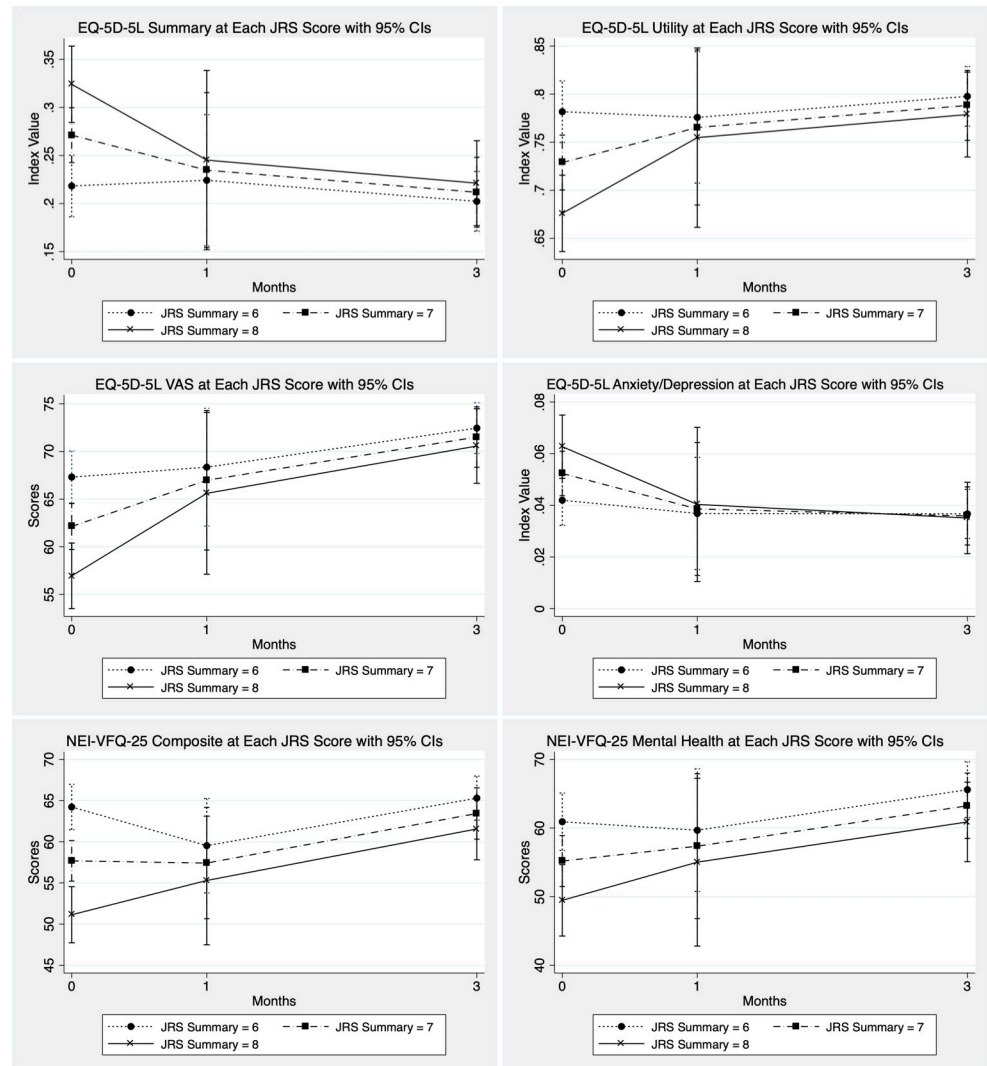 EQ-5D-5L Summary at Each JRS Score with 95% CIs
Index Value
.35
.3
.25
.2
.15
0 1 3
Months
JRS Summary = 6 JRS Summary = 7
JRS Summary = 8
EQ-5D-5L Utility at Each JRS Score with 95% CIs
Index Value
.85
.8
.75
.7
.65
0 1 3
Months
JRS Summary = 6 JRS Summary = 7
JRS Summary = 8
EQ-5D-5L VAS at Each JRS Score with 95% CIs
Scores
75
70
65
60
55
0 1 3
Months
JRS Summary = 6 JRS Summary = 7
JRS Summary = 8
EQ-5D-5L Anxiety/Depression at Each JRS Score with 95% CIs
Index Value
.08
.06
.04
.02
0
0 1 3
Months
JRS Summary = 6 JRS Summary = 7
JRS Summary = 8
NEI-VFQ-25 Composite at Each JRS Score with 95% CIs
Scores
70
65
60
55
50
45
0 1 3
Months
JRS Summary = 6 JRS Summary = 7
JRS Summary = 8
NEI-VFQ-25 Mental Health at Each JRS Score with 95% CIs
Scores
70
60
50
40
0 1 3
Months
JRS Summary = 6 JRS Summary = 7
JRS Summary = 8